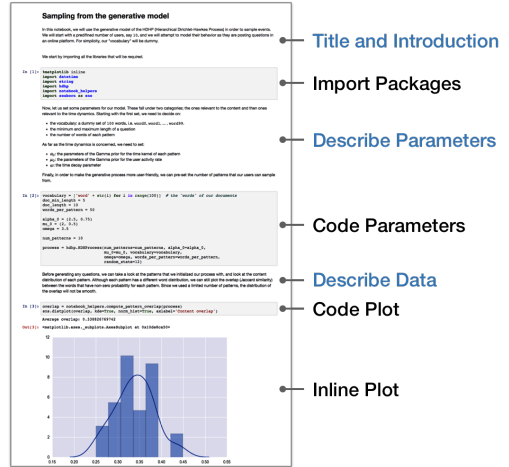 Sampling from the generative model
In this notebook, we will use the generative model of the HDHP (Hierarchical Dirichlet-Hawkes Process) in order to sample events.
We will start with a predifined number of users, say 10, and we will attempt to model their behavior as they are posting questions in
an online platform. For simplicity, our "vocabulary" will be dummy.
Title and Introduction
We start by importing all the libraries that will be required.
In [1]: %matplotlib inline
import datetime
import string
import hdhp
import notebook_helpers
import seaborn as sns
Import Packages
Now, let us set some parameters for our model. These fall under two categories; the ones relevant to the content and then ones
relevant to the time dynamics. Starting with the first set, we need to decide on:
• the vocabulary: a dummy set of 100 words, i.e. word0, word1, ..., word99.
• the minimum and maximum length of a question
• the number of words of each pattern
Describe Parameters
As far as the time dynamics is concerned, we need to set:
• α0: the parameters of the Gamma prior for the time kernel of each pattern
• μ0: the parameters of the Gamma prior for the user activity rate
• ω: the time decay parameter
Finally, in order to make the generative process more user-friendly, we can pre-set the number of patterns that our users can sample
from.
In [2]: vocabulary = ['word' + str(i) for i in range(100)] # the 'words' of our documents
doc_min_length = 5
doc_length = 10
words_per_pattern = 50
alpha_0 = (2.5, 0.75)
mu_0 = (2, 0.5)
omega = 3.5
Code Parameters
num_patterns = 10
process = hdhp.HDHProcess(num_patterns=num_patterns, alpha_0=alpha_0,
mu_0=mu_0, vocabulary=vocabulary,
omega=omega, words_per_pattern=words_per_pattern,
random_state=12)
Before generating any questions, we can take a look at the patterns that we initialized our process with, and look at the content
distribution of each pattern. Although each pattern has a different word distribution, we can still plot the overlap (Jaccard similarity)
between the words that have non-zero probability for each pattern. Since we used a limited number of patterns, the distribution of
the overlap will not be smooth.
Describe Data
In [3]: overlap = notebook_helpers.compute_pattern_overlap(process)
sns.distplot(overlap, kde=True, norm_hist=True, axlabel='Content overlap')
Code Plot
Average overlap: 0.338820769742
Out[3]: <matplotlib.axes._subplots.AxesSubplot at
12
10
8
6
4
2
0
Inline Plot
0.15 0.20 0.25 0.30 0.35 0.40 0.45 0.50 0.55